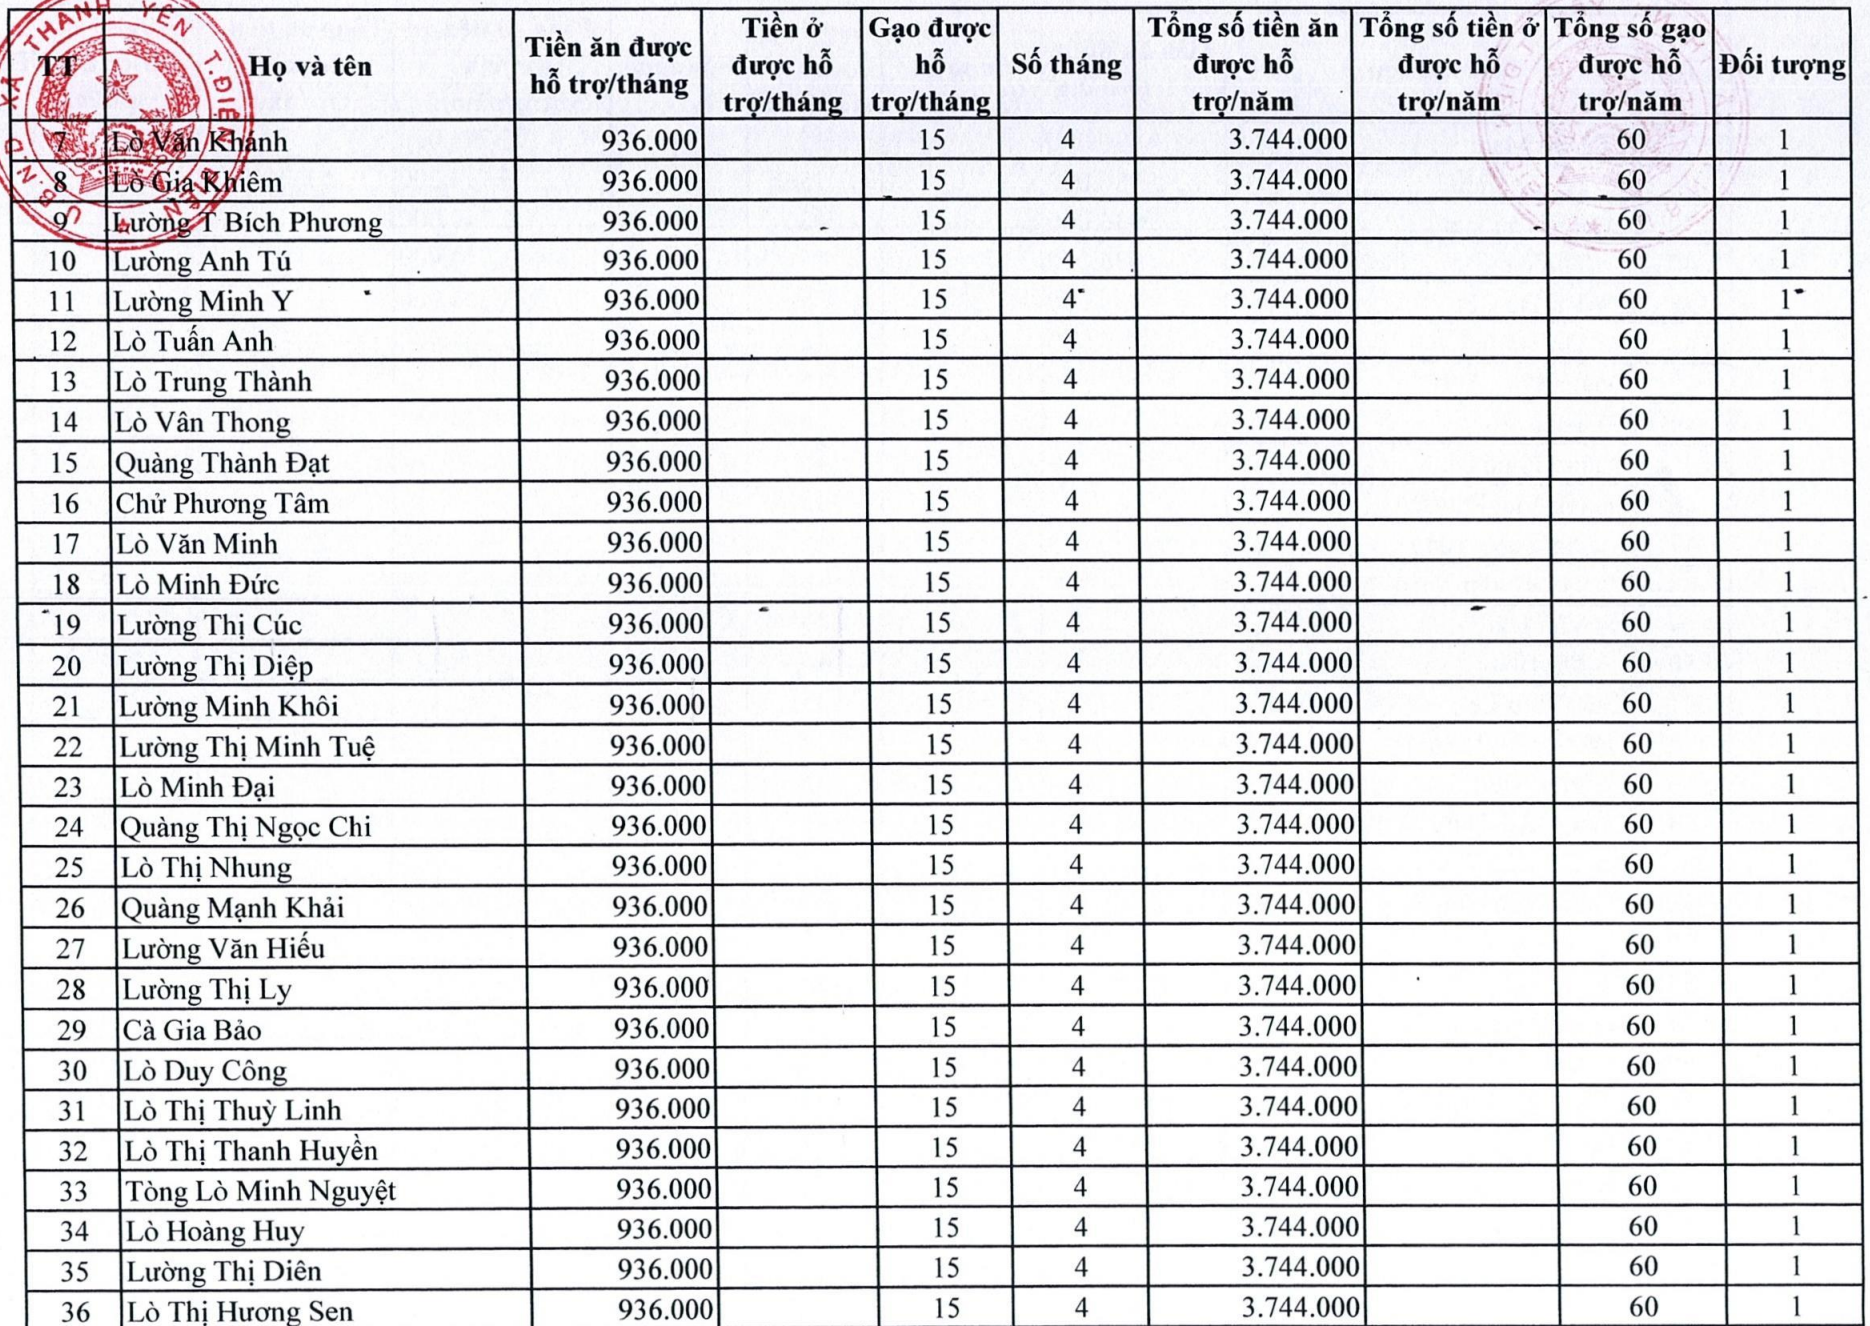 TT | Họ và tên | Tiền ăn được hỗ trợ/tháng | Tiền ở được hỗ trợ/tháng | Gạo được hỗ trợ/tháng | Số tháng | Tổng số tiền ăn được hỗ trợ/năm | Tổng số tiền ở được hỗ trợ/năm | Tổng số gạo được hỗ trợ/năm | Đối tượng
7 | Lò Văn Khánh | 936.000 | | 15 | 4 | 3.744.000 | | 60 | 1
8 | Lò Gia Khiêm | 936.000 | | 15 | 4 | 3.744.000 | | 60 | 1
9 | Lường T Bích Phương | 936.000 | | 15 | 4 | 3.744.000 | | 60 | 1
10 | Lường Anh Tú | 936.000 | | 15 | 4 | 3.744.000 | | 60 | 1
11 | Lường Minh Y | 936.000 | | 15 | 4 | 3.744.000 | | 60 | 1
12 | Lò Tuấn Anh | 936.000 | | 15 | 4 | 3.744.000 | | 60 | 1
13 | Lò Trung Thành | 936.000 | | 15 | 4 | 3.744.000 | | 60 | 1
14 | Lò Vân Thong | 936.000 | | 15 | 4 | 3.744.000 | | 60 | 1
15 | Quàng Thành Đạt | 936.000 | | 15 | 4 | 3.744.000 | | 60 | 1
16 | Chử Phương Tâm | 936.000 | | 15 | 4 | 3.744.000 | | 60 | 1
17 | Lò Văn Minh | 936.000 | | 15 | 4 | 3.744.000 | | 60 | 1
18 | Lò Minh Đức | 936.000 | | 15 | 4 | 3.744.000 | | 60 | 1
19 | Lường Thị Cúc | 936.000 | | 15 | 4 | 3.744.000 | | 60 | 1
20 | Lường Thị Diệp | 936.000 | | 15 | 4 | 3.744.000 | | 60 | 1
21 | Lường Minh Khôi | 936.000 | | 15 | 4 | 3.744.000 | | 60 | 1
22 | Lường Thị Minh Tuệ | 936.000 | | 15 | 4 | 3.744.000 | | 60 | 1
23 | Lò Minh Đại | 936.000 | | 15 | 4 | 3.744.000 | | 60 | 1
24 | Quàng Thị Ngọc Chi | 936.000 | | 15 | 4 | 3.744.000 | | 60 | 1
25 | Lò Thị Nhung | 936.000 | | 15 | 4 | 3.744.000 | | 60 | 1
26 | Quàng Mạnh Khải | 936.000 | | 15 | 4 | 3.744.000 | | 60 | 1
27 | Lường Văn Hiếu | 936.000 | | 15 | 4 | 3.744.000 | | 60 | 1
28 | Lường Thị Ly | 936.000 | | 15 | 4 | 3.744.000 | | 60 | 1
29 | Cà Gia Bảo | 936.000 | | 15 | 4 | 3.744.000 | | 60 | 1
30 | Lò Duy Công | 936.000 | | 15 | 4 | 3.744.000 | | 60 | 1
31 | Lò Thị Thuỳ Linh | 936.000 | | 15 | 4 | 3.744.000 | | 60 | 1
32 | Lò Thị Thanh Huyền | 936.000 | | 15 | 4 | 3.744.000 | | 60 | 1
33 | Tòng Lò Minh Nguyệt | 936.000 | | 15 | 4 | 3.744.000 | | 60 | 1
34 | Lò Hoàng Huy | 936.000 | | 15 | 4 | 3.744.000 | | 60 | 1
35 | Lường Thị Diên | 936.000 | | 15 | 4 | 3.744.000 | | 60 | 1
36 | Lò Thị Hương Sen | 936.000 | | 15 | 4 | 3.744.000 | | 60 | 1
U.B.N.D XÃ THANH YÊN T.ĐIỆN BIÊN